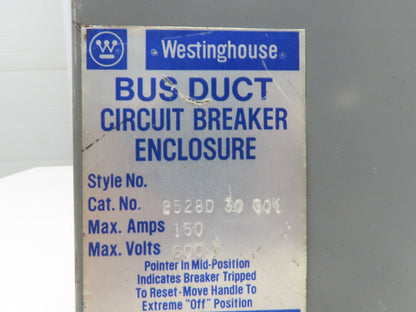 W
Westinghouse
BUS DUCT
CIRCUIT BREAKER
ENCLOSURE
Style No.
Cat. No.
Max. Amps 150
Max. Volts 600
Pointer in Mid-Position
Indicates Breaker Tripped
To Reset-Move Handle To
Extreme "Off" Position